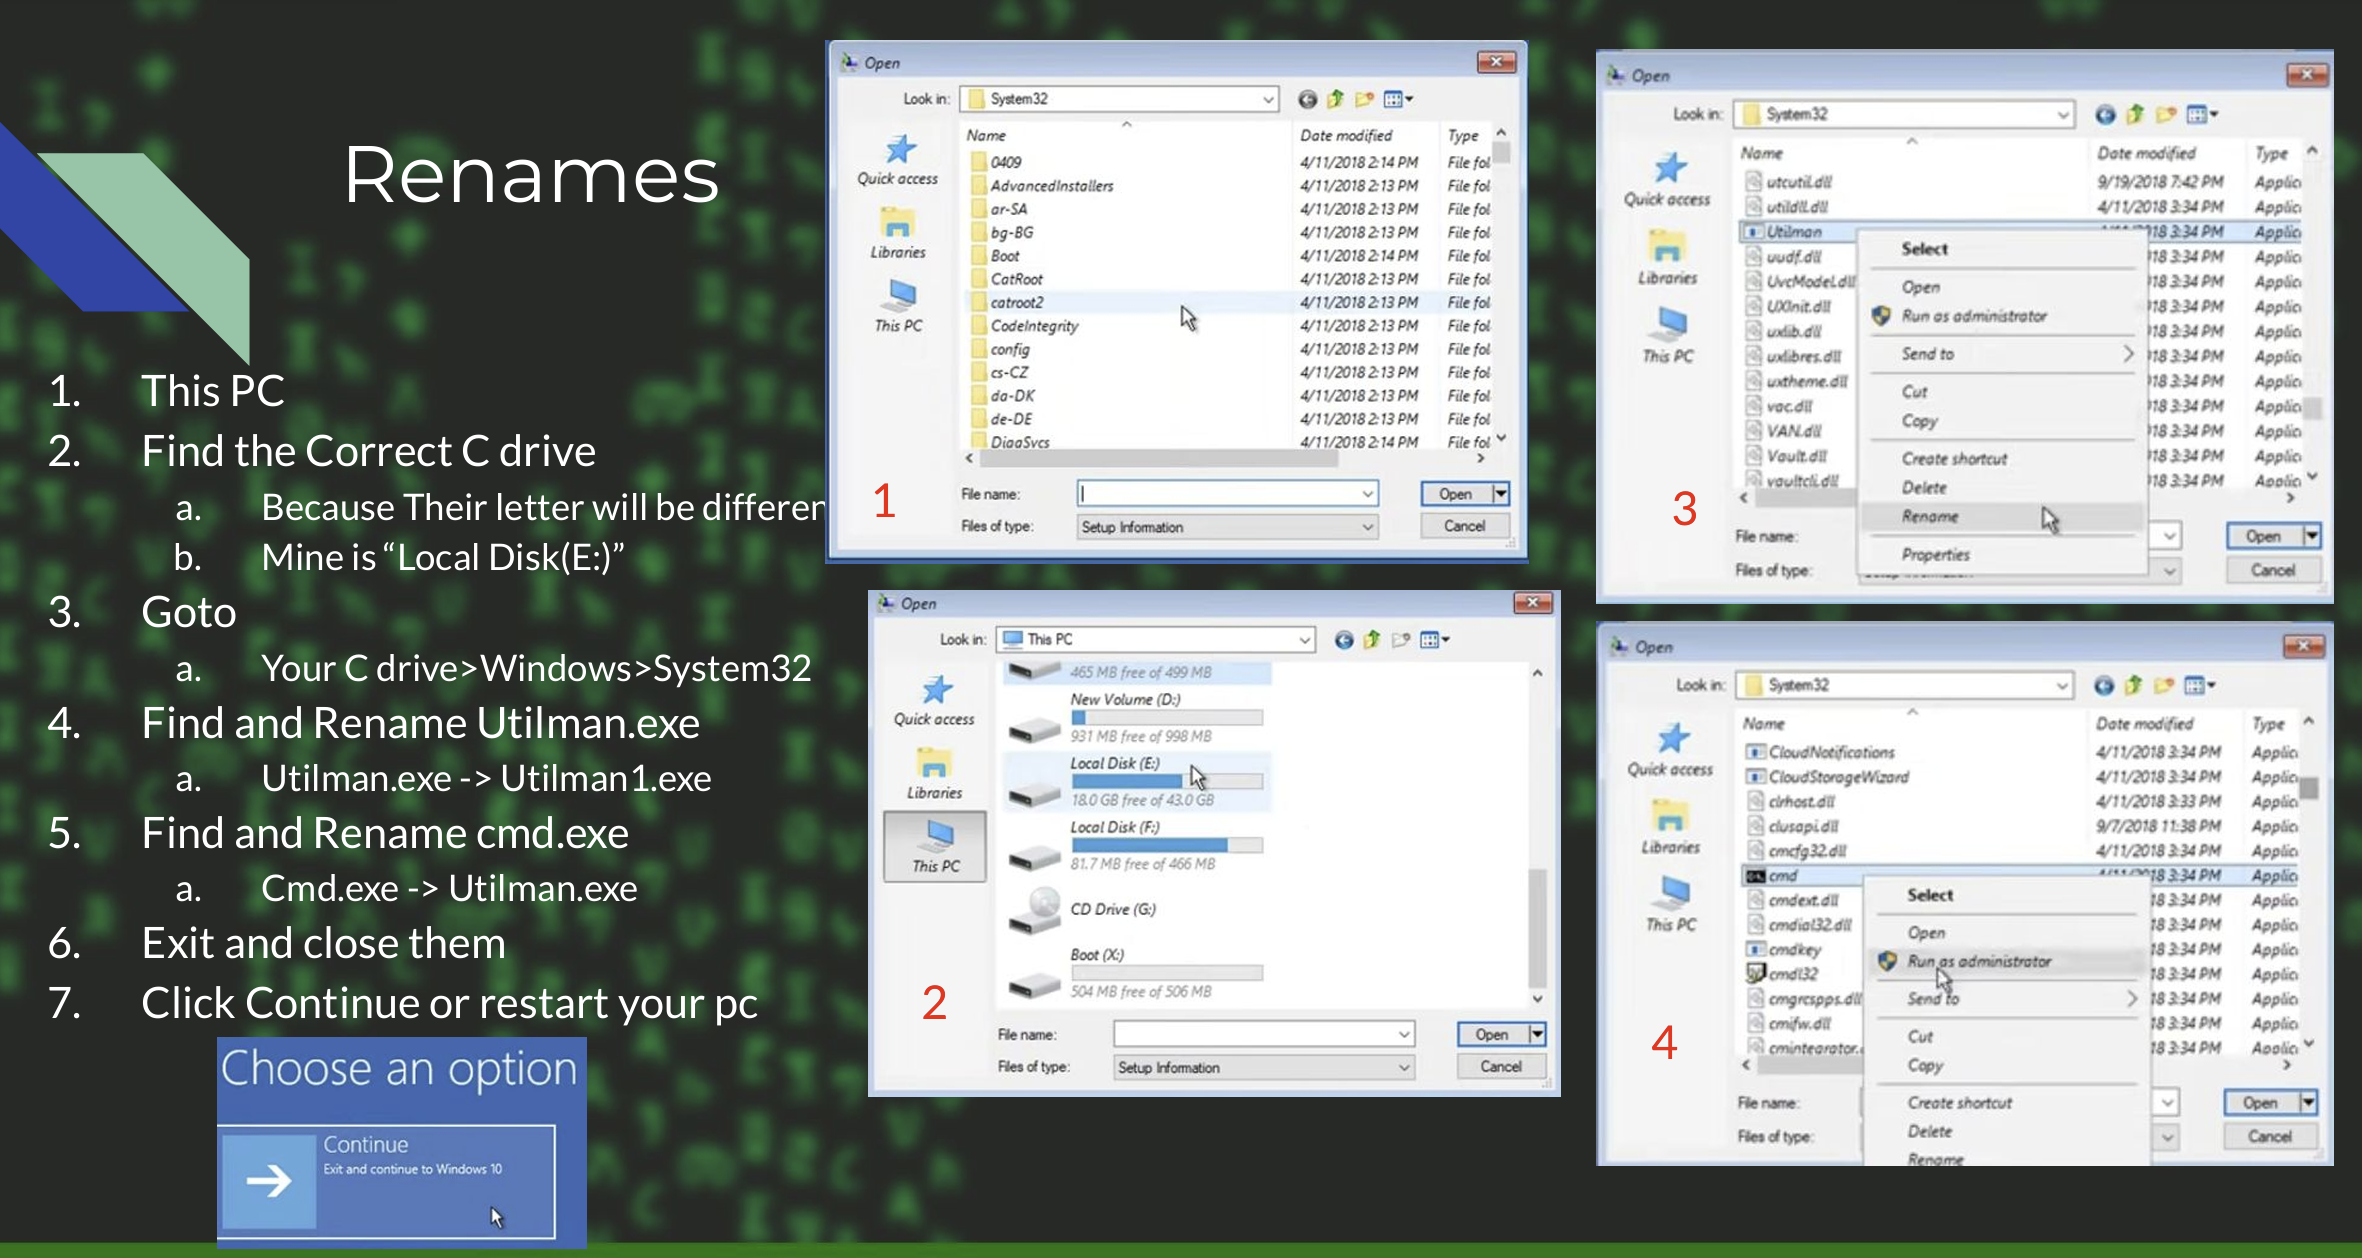 Renames
1. This PC
2. Find the Correct C drive
a. Because Their letter will be differen
b. Mine is “Local Disk(E:)”
3. Goto
a. Your C drive>Windows>System32
4. Find and Rename Utilman.exe
a. Utilman.exe -> Utilman1.exe
5. Find and Rename cmd.exe
a. Cmd.exe -> Utilman.exe
6. Exit and close them
7. Click Continue or restart your pc
Choose an option
Continue
Exit and continue to Windows 10
Open
Look in: System32
Quick access
Libraries
This PC
Name Date modified Type
0409 4/11/2018 2:14 PM File fol
AdvancedInstallers 4/11/2018 2:13 PM File fol
ar-SA 4/11/2018 2:13 PM File fol
bg-BG 4/11/2018 2:13 PM File fol
Boot 4/11/2018 2:14 PM File fol
CatRoot 4/11/2018 2:13 PM File fol
catroot2 4/11/2018 2:13 PM File fol
CodeIntegrity 4/11/2018 2:13 PM File fol
config 4/11/2018 2:13 PM File fol
cs-CZ 4/11/2018 2:13 PM File fol
da-DK 4/11/2018 2:13 PM File fol
de-DE 4/11/2018 2:13 PM File fol
DiagSvcs 4/11/2018 2:14 PM File fol
File name: Open
Files of type: Setup Information Cancel
1
Open
Look in: This PC
Quick access
Libraries
This PC
465 MB free of 499 MB
New Volume (D:)
931 MB free of 998 MB
Local Disk (E:)
18.0 GB free of 43.0 GB
Local Disk (F:)
81.7 MB free of 466 MB
CD Drive (G:)
Boot (X:)
504 MB free of 506 MB
File name: Open
Files of type: Setup Information Cancel
2
Open
Look in: System32
Quick access
Libraries
This PC
Name Date modified Type
utcutil.dll 9/19/2018 7:42 PM Applic
utildll.dll 4/11/2018 3:34 PM Applic
Utilman 018 3:34 PM Applic
uudf.dll 018 3:34 PM Applic
UvcModel.dll 018 3:34 PM Applic
UXInit.dll 018 3:34 PM Applic
uxlib.dll 018 3:34 PM Applic
uxlibres.dll 018 3:34 PM Applic
uxtheme.dll 018 3:34 PM Applic
vac.dll 018 3:34 PM Applic
VAN.dll 018 3:34 PM Applic
Vault.dll 018 3:34 PM Applic
vaultcli.dll 018 3:34 PM Applic
Select
Open
Run as administrator
Send to
Cut
Copy
Create shortcut
Delete
Rename
Properties
File name: Open
Files of type: Cancel
3
Open
Look in: System32
Quick access
Libraries
This PC
Name Date modified Type
CloudNotifications 4/11/2018 3:34 PM Applic
CloudStorageWizard 4/11/2018 3:34 PM Applic
clrhost.dll 4/11/2018 3:33 PM Applic
clusapi.dll 9/7/2018 11:38 PM Applic
cmcfg32.dll 4/11/2018 3:34 PM Applic
cmd 18 3:34 PM Applic
cmdext.dll 18 3:34 PM Applic
cmdial32.dll 18 3:34 PM Applic
cmdkey 18 3:34 PM Applic
cmdl32 18 3:34 PM Applic
cmgrcspps.dll 18 3:34 PM Applic
cmifw.dll 18 3:34 PM Applic
cmintegrator. 18 3:34 PM Applic
Select
Open
Run as administrator
Send to
Cut
Copy
Create shortcut
Delete
Rename
File name: Open
Files of type: Cancel
4